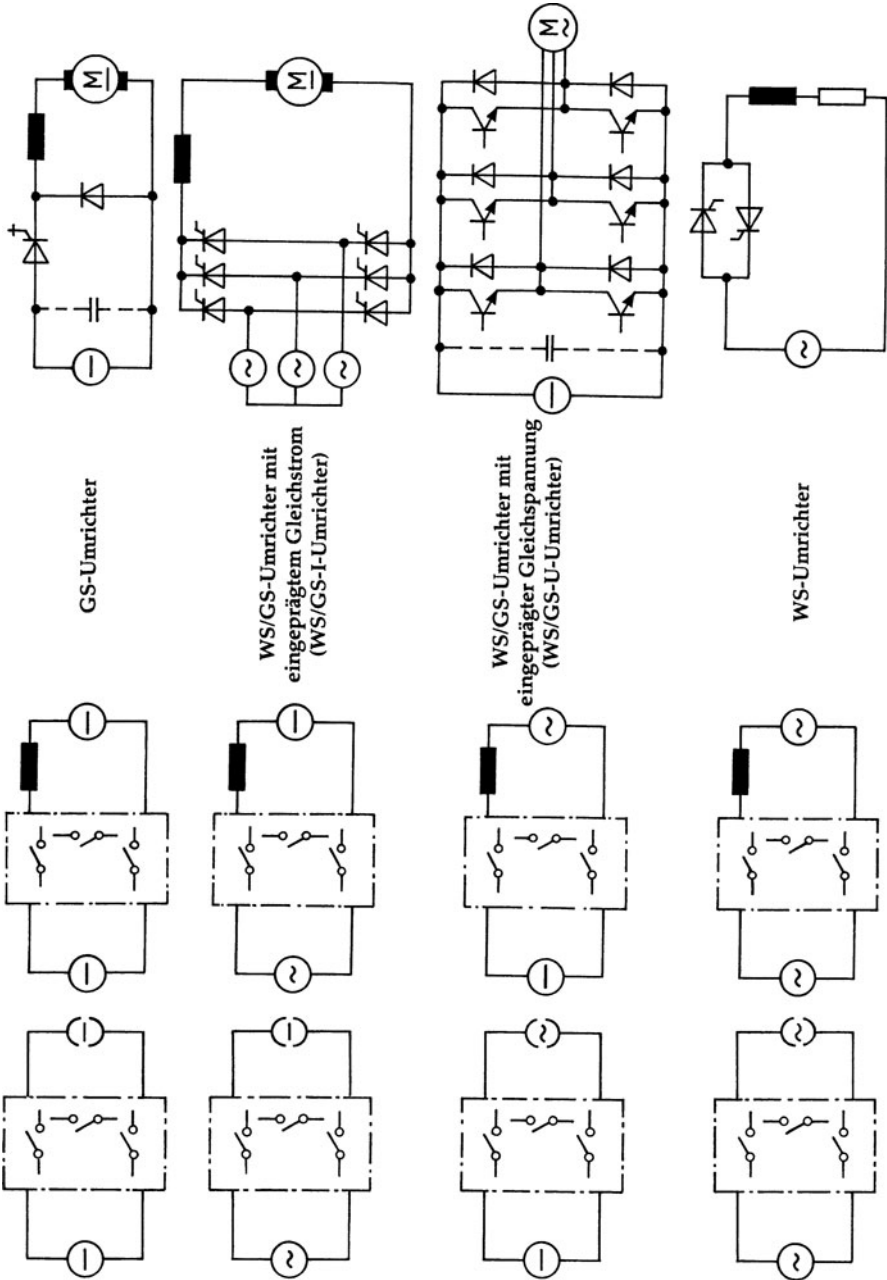 M
GS-Umrichter
M
WS/GS-Umrichter mit
eingeprägtem Gleichstrom
(WS/GS-I-Umrichter)
M
WS/GS-Umrichter mit
eingeprägter Gleichspannung
(WS/GS-U-Umrichter)
WS-Umrichter